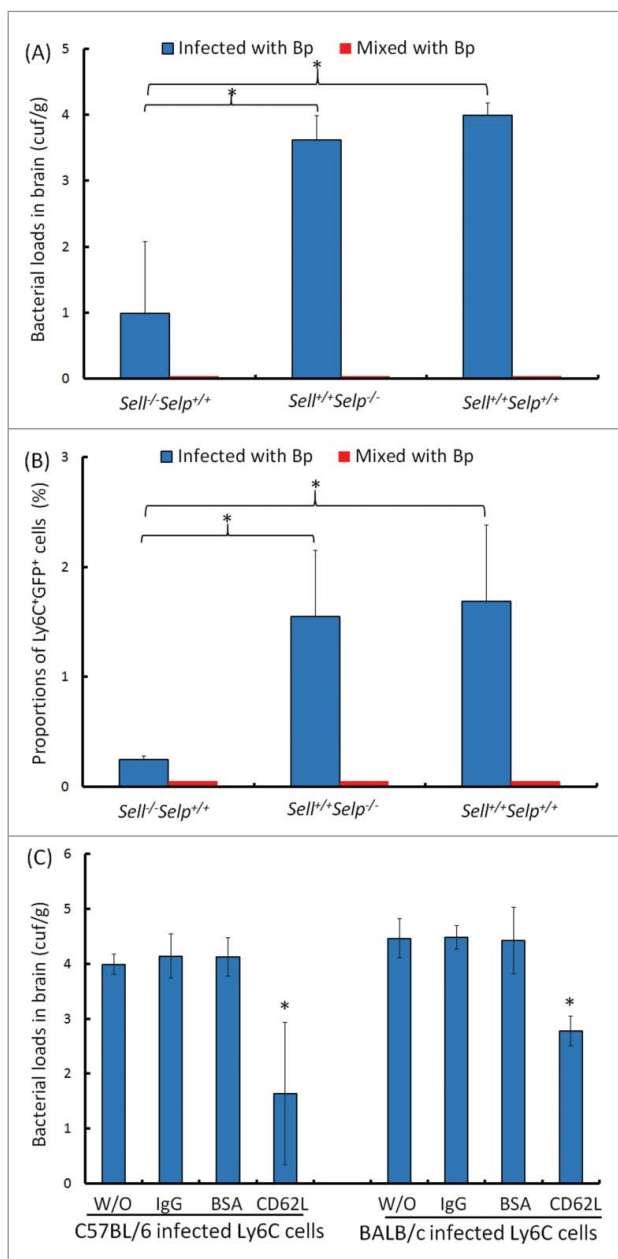 (A)
Infected with Bp Mixed with Bp
Bacterial loads in brain (cuf/g)
5
4
3
2
1
0
*
*
Sell-/-Selp+/+ Sell+/+Selp-/- Sell+/+Selp+/+
(B)
Infected with Bp Mixed with Bp
Proportions of Ly6C+GFP+ cells (%)
3
2
1
0
*
*
Sell-/-Selp+/+ Sell+/+Selp-/- Sell+/+Selp+/+
(C)
Bacterial loads in brain (cuf/g)
6
5
4
3
2
1
0
*
*
W/O IgG BSA CD62L W/O IgG BSA CD62L
C57BL/6 infected Ly6C cells BALB/c infected Ly6C cells